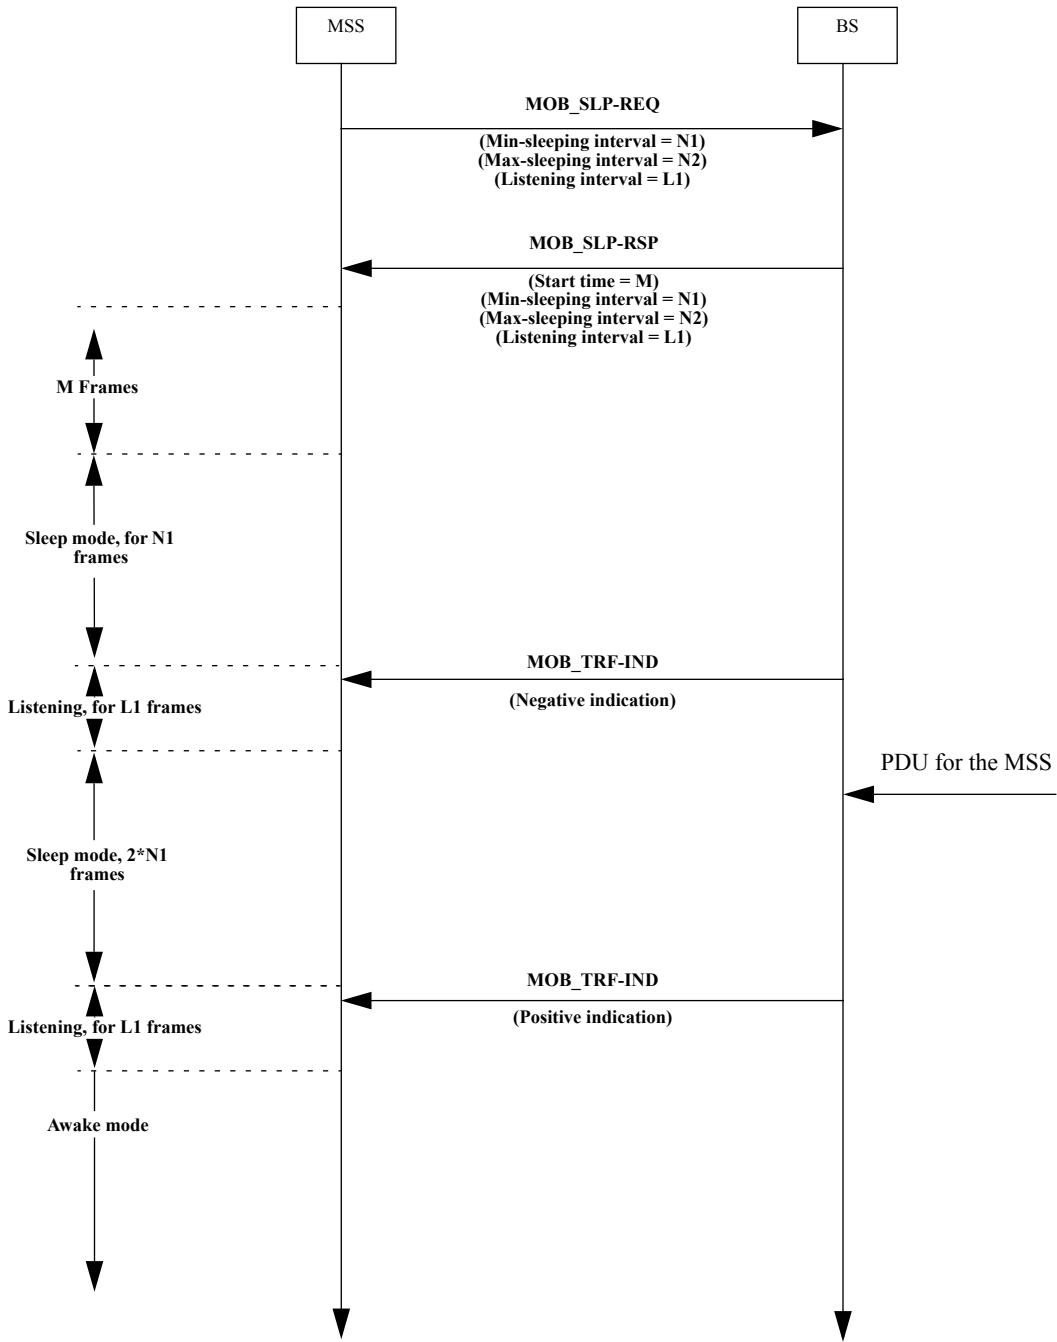 MSS
BS
MOB_SLP-REQ
(Min-sleeping interval = N1)
(Max-sleeping interval = N2)
(Listening interval = L1)
MOB_SLP-RSP
(Start time = M)
(Min-sleeping interval = N1)
(Max-sleeping interval = N2)
(Listening interval = L1)
M Frames
Sleep mode, for N1
frames
MOB_TRF-IND
(Negative indication)
Listening, for L1 frames
PDU for the MSS
Sleep mode, 2*N1
frames
MOB_TRF-IND
(Positive indication)
Listening, for L1 frames
Awake mode